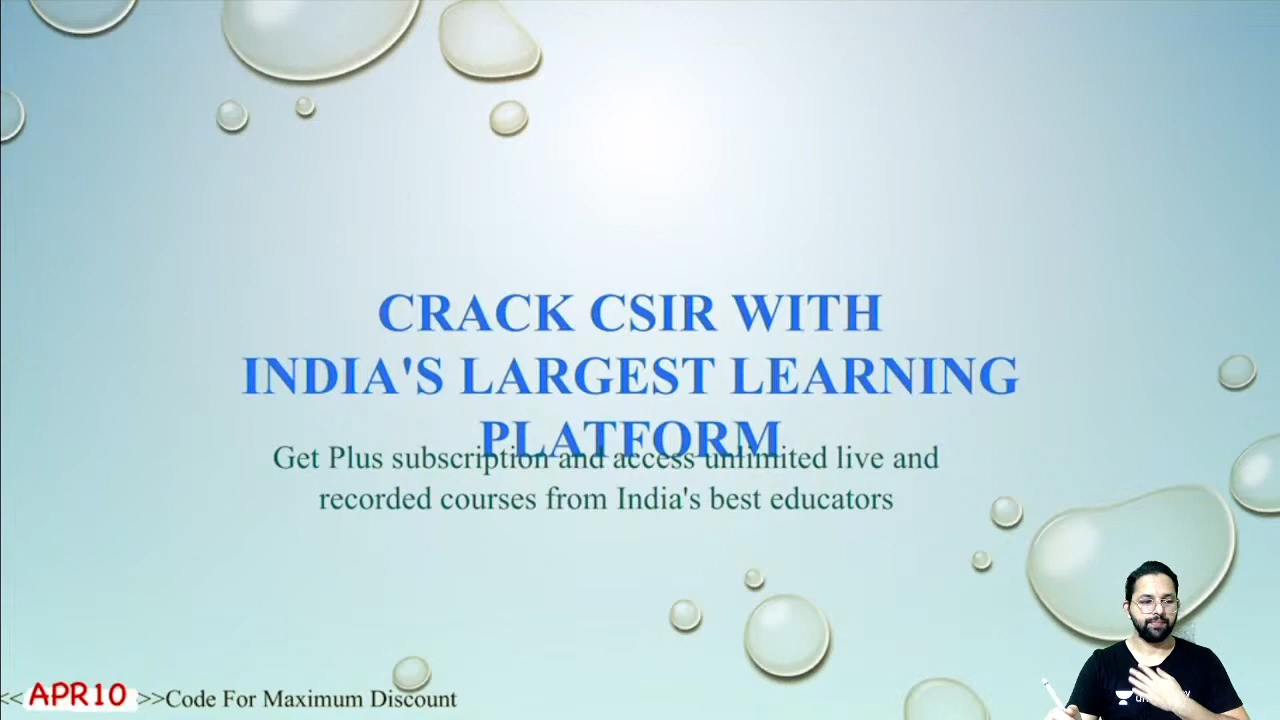 CRACK CSIR WITH
INDIA'S LARGEST LEARNING
PLATFORM
Get Plus subscription and access unlimited live and
recorded courses from India's best educators
<<APR10 >>Code For Maximum Discount